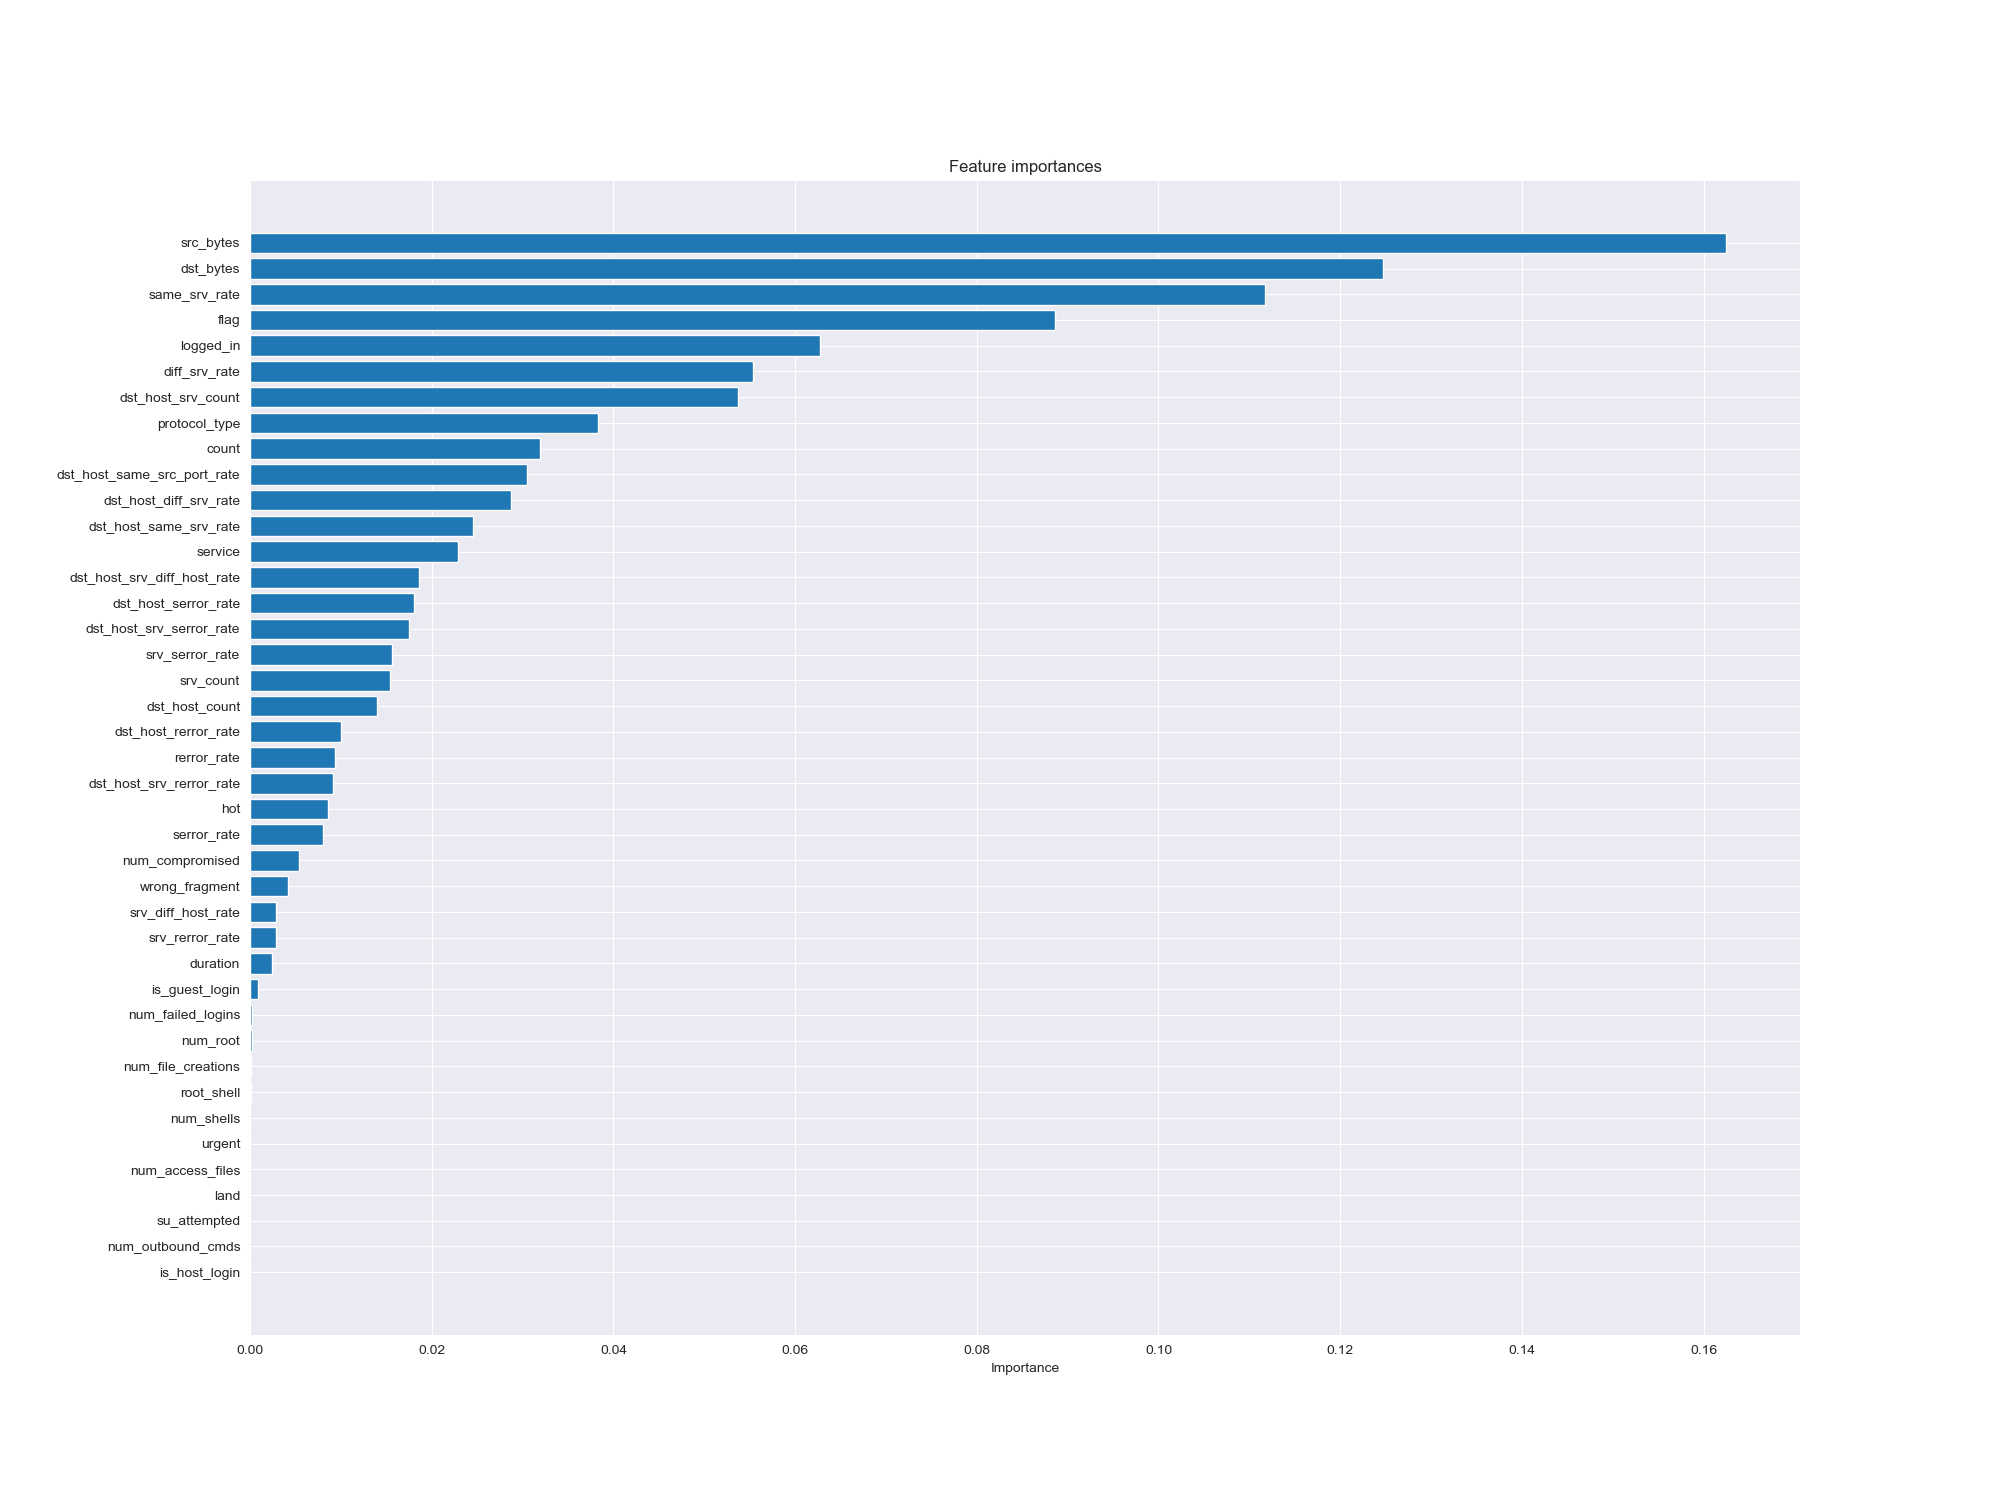 Feature importances
src_bytes
dst_bytes
same_srv_rate
flag
logged_in
diff_srv_rate
dst_host_srv_count
protocol_type
count
dst_host_same_src_port_rate
dst_host_diff_srv_rate
dst_host_same_srv_rate
service
dst_host_srv_diff_host_rate
dst_host_serror_rate
dst_host_srv_serror_rate
srv_serror_rate
srv_count
dst_host_count
dst_host_rerror_rate
rerror_rate
dst_host_srv_rerror_rate
hot
serror_rate
num_compromised
wrong_fragment
srv_diff_host_rate
srv_rerror_rate
duration
is_guest_login
num_failed_logins
num_root
num_file_creations
root_shell
num_shells
urgent
num_access_files
land
su_attempted
num_outbound_cmds
is_host_login
0.00 0.02 0.04 0.06 0.08 0.10 0.12 0.14 0.16
Importance